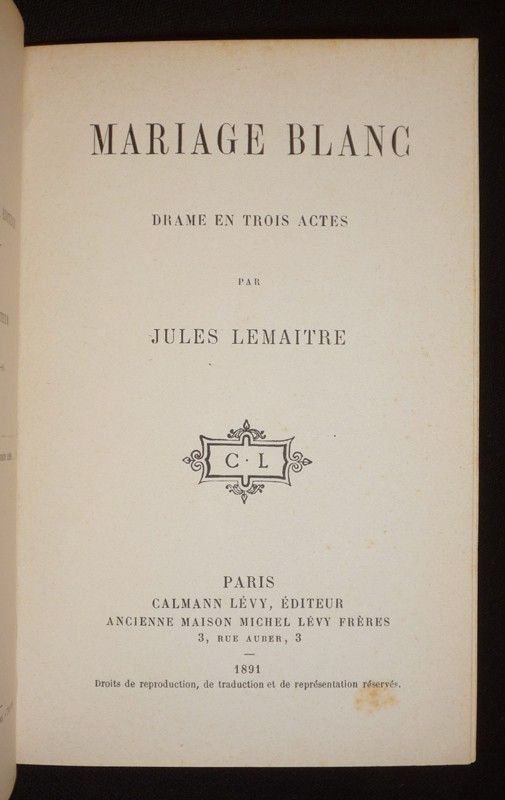 MARIAGE BLANC
DRAME EN TROIS ACTES
PAR
JULES LEMAITRE
C · L
PARIS
CALMANN LÉVY, ÉDITEUR
ANCIENNE MAISON MICHEL LÉVY FRÈRES
3, RUE AUBER, 3
1891
Droits de reproduction, de traduction et de représentation réservés.